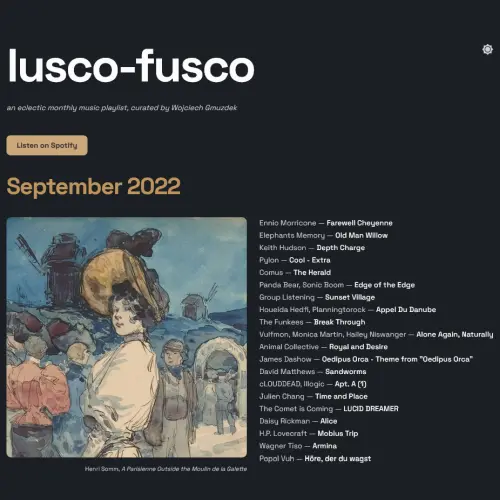 lusco-fusco
an eclectic monthly music playlist, curated by Wojciech Gmuzdek
Listen on Spotify
September 2022
Ennio Morricone — Farewell Cheyenne
Elephants Memory — Old Man Willow
Keith Hudson — Depth Charge
Pylon — Cool - Extra
Comus — The Herald
Panda Bear, Sonic Boom — Edge of the Edge
Group Listening — Sunset Village
Houeida Hedfi, Planningtorock — Appel Du Danube
The Funkees — Break Through
Vulfmon, Monica Martin, Hailey Niswanger — Alone Again, Naturally
Animal Collective — Royal and Desire
James Dashow — Oedipus Orca - Theme from "Oedipus Orca"
David Matthews — Sandworms
cLOUDDEAD, Illogic — Apt. A (1)
Julien Chang — Time and Place
The Comet is Coming — LUCID DREAMER
Daisy Rickman — Alice
H.P. Lovecraft — Mobius Trip
Wagner Tiso — Armina
Popol Vuh — Höre, der du wagst
Henri Somm, A Parisienne Outside the Moulin de la Galette